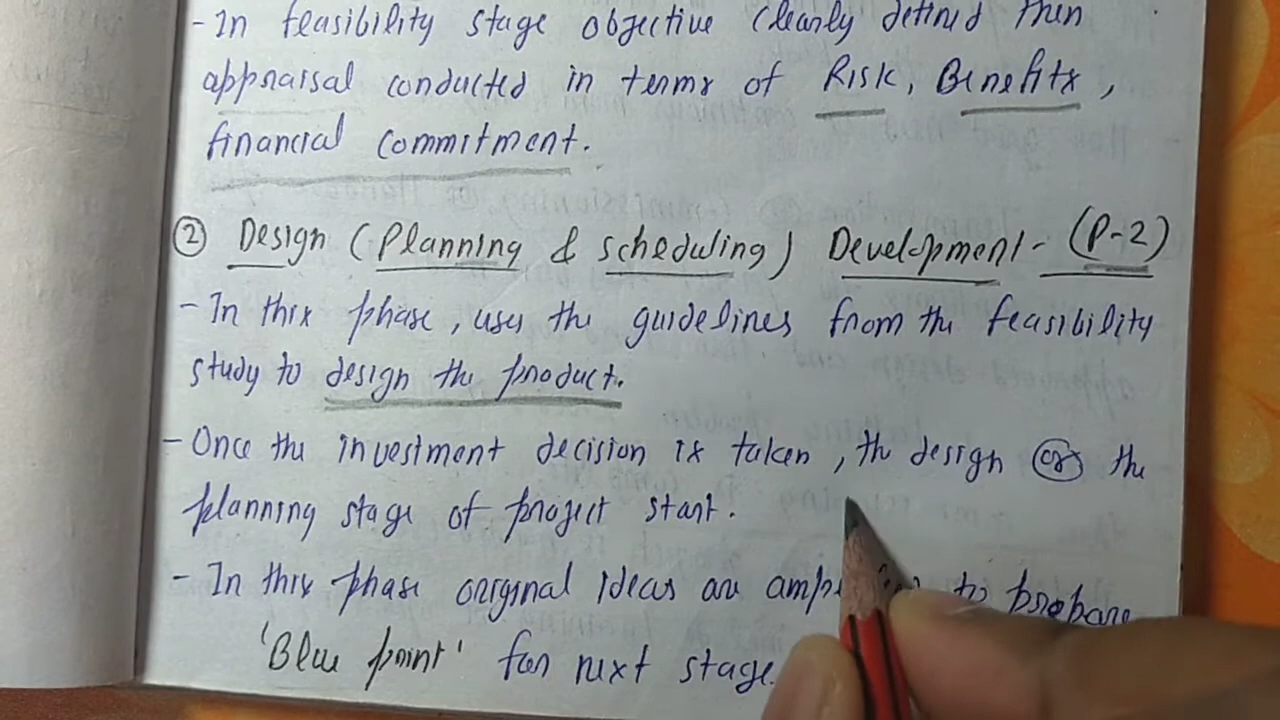 - In feasibility stage objective clearly defined then
appraisal conducted in terms of Risk, Benefits,
financial commitment.
② Design (Planning & scheduling) Development - (P-2)
- In this phase, uses the guidelines from the feasibility
study to design the product.
- Once the investment decision is taken, the design or the
planning stage of project start.
- In this phase original ideas are to prepare
'Blue point' for next stage.